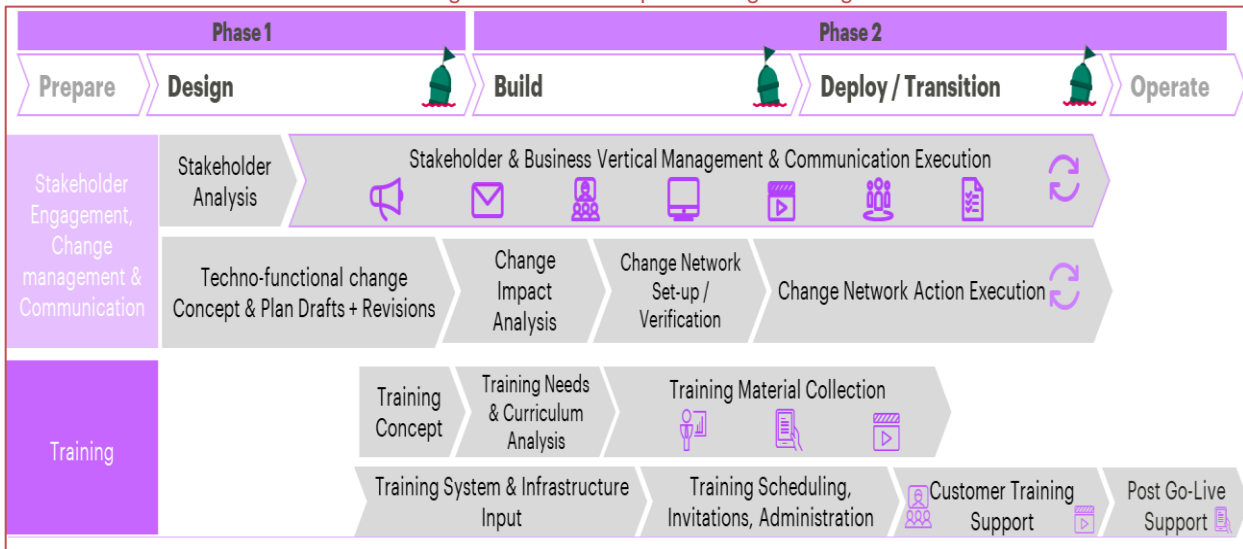 Phase 1
Phase 2
Prepare
Design
Build
Deploy / Transition
Operate
Stakeholder
Engagement,
Change
management &
Communication
Stakeholder
Analysis
Stakeholder & Business Vertical Management & Communication Execution
Techno-functional change
Concept & Plan Drafts + Revisions
Change
Impact
Analysis
Change Network
Set-up /
Verification
Change Network Action Execution
Training
Training
Concept
Training Needs
& Curriculum
Analysis
Training Material Collection
Training System & Infrastructure
Input
Training Scheduling,
Invitations, Administration
Customer Training
Support
Post Go-Live
Support